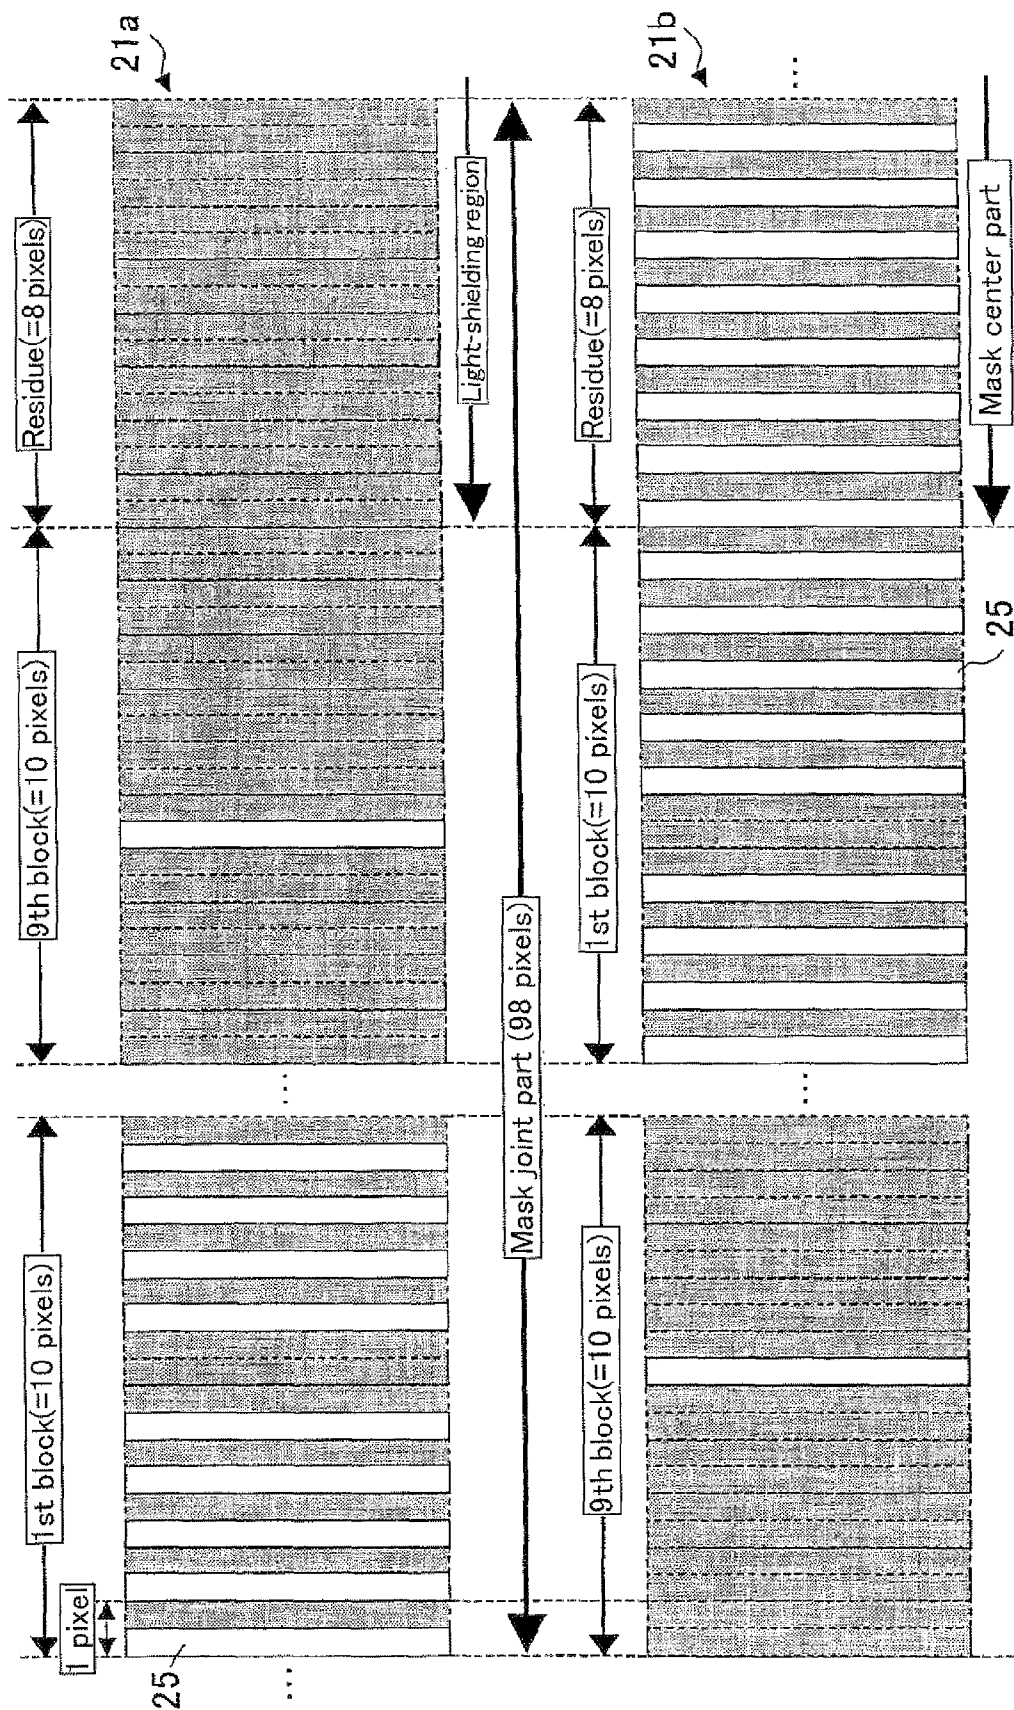 21a
Residue(=8 pixels)
9th block(=10 pixels)
...
1st block(=10 pixels)
1 pixel
25
...
Light-shielding region
Mask joint part (98 pixels)
21b
...
Residue(=8 pixels)
1st block(=10 pixels)
...
9th block(=10 pixels)
Mask center part
25